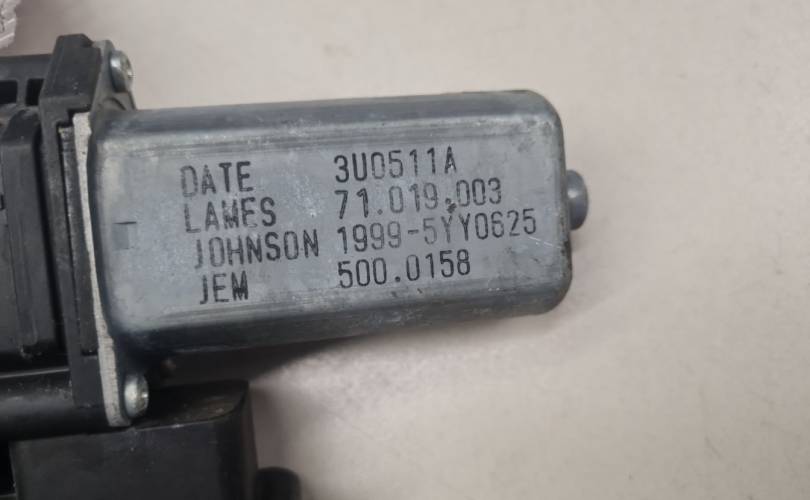 DATE 3U0511A
LAMES 71.019.003
JOHNSON 1999-5YY0625
JEM 500.0158